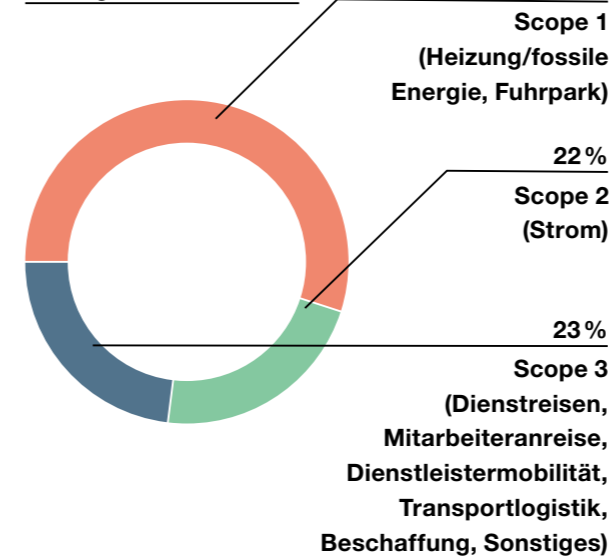 Scope 1
(Heizung/fossile
Energie, Fuhrpark)
22 %
Scope 2
(Strom)
23 %
Scope 3
(Dienstreisen,
Mitarbeiteranreise,
Dienstleistermobilität,
Transportlogistik,
Beschaffung, Sonstiges)